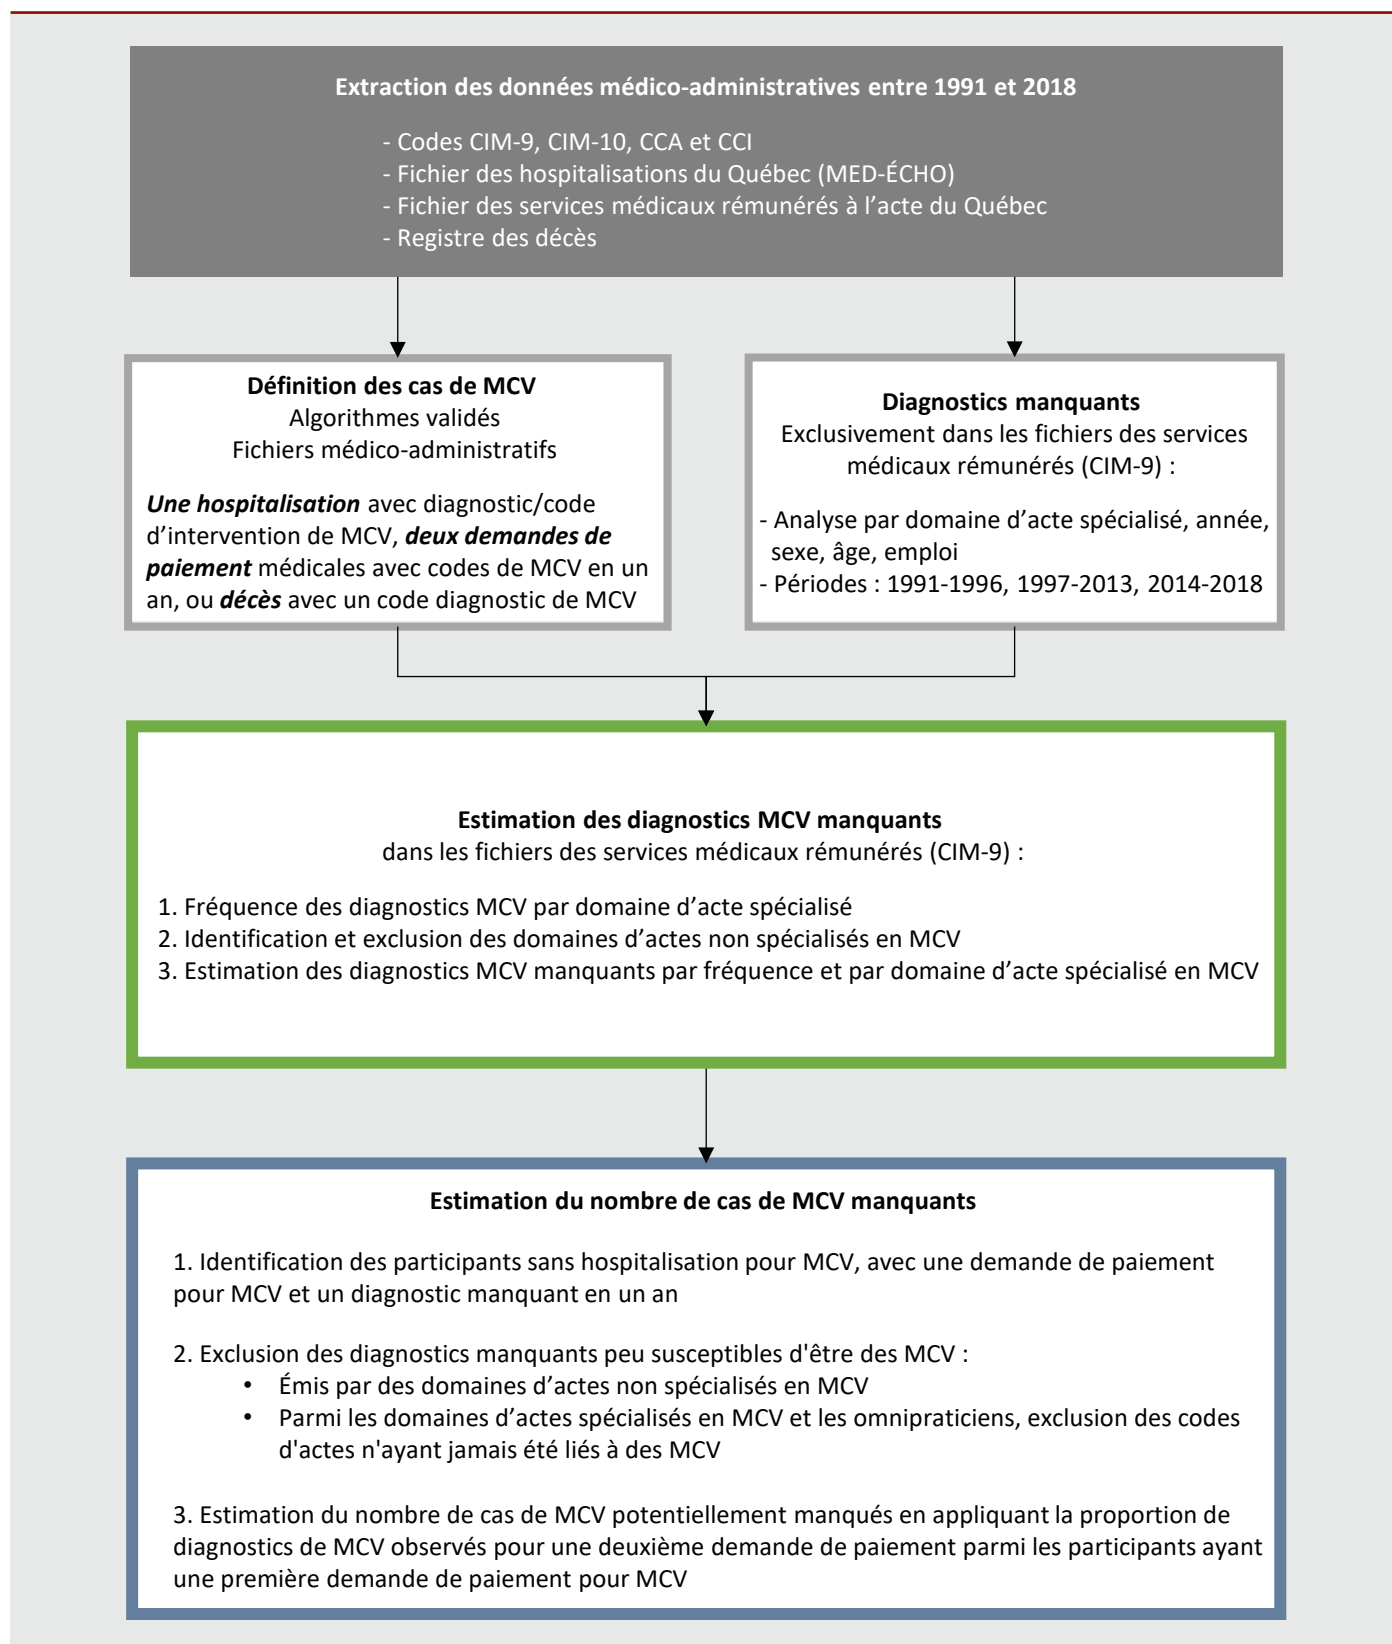 Extraction des données médico-administratives entre 1991 et 2018
- Codes CIM-9, CIM-10, CCA et CCI
- Fichier des hospitalisations du Québec (MED-ÉCHO)
- Fichier des services médicaux rémunérés à l’acte du Québec
- Registre des décès
Définition des cas de MCV
Algorithmes validés
Fichiers médico-administratifs
Une hospitalisation avec diagnostic/code
d’intervention de MCV, deux demandes de
paiement médicales avec codes de MCV en un
an, ou décès avec un code diagnostic de MCV
Diagnostics manquants
Exclusivement dans les fichiers des services
médicaux rémunérés (CIM-9) :
- Analyse par domaine d’acte spécialisé, année,
sexe, âge, emploi
- Périodes : 1991-1996, 1997-2013, 2014-2018
Estimation des diagnostics MCV manquants
dans les fichiers des services médicaux rémunérés (CIM-9) :
1. Fréquence des diagnostics MCV par domaine d’acte spécialisé
2. Identification et exclusion des domaines d’actes non spécialisés en MCV
3. Estimation des diagnostics MCV manquants par fréquence et par domaine d’acte spécialisé en MCV
Estimation du nombre de cas de MCV manquants
1. Identification des participants sans hospitalisation pour MCV, avec une demande de paiement
pour MCV et un diagnostic manquant en un an
2. Exclusion des diagnostics manquants peu susceptibles d'être des MCV :
• Émis par des domaines d’actes non spécialisés en MCV
• Parmi les domaines d’actes spécialisés en MCV et les omnipraticiens, exclusion des codes
d'actes n'ayant jamais été liés à des MCV
3. Estimation du nombre de cas de MCV potentiellement manqués en appliquant la proportion de
diagnostics de MCV observés pour une deuxième demande de paiement parmi les participants ayant
une première demande de paiement pour MCV